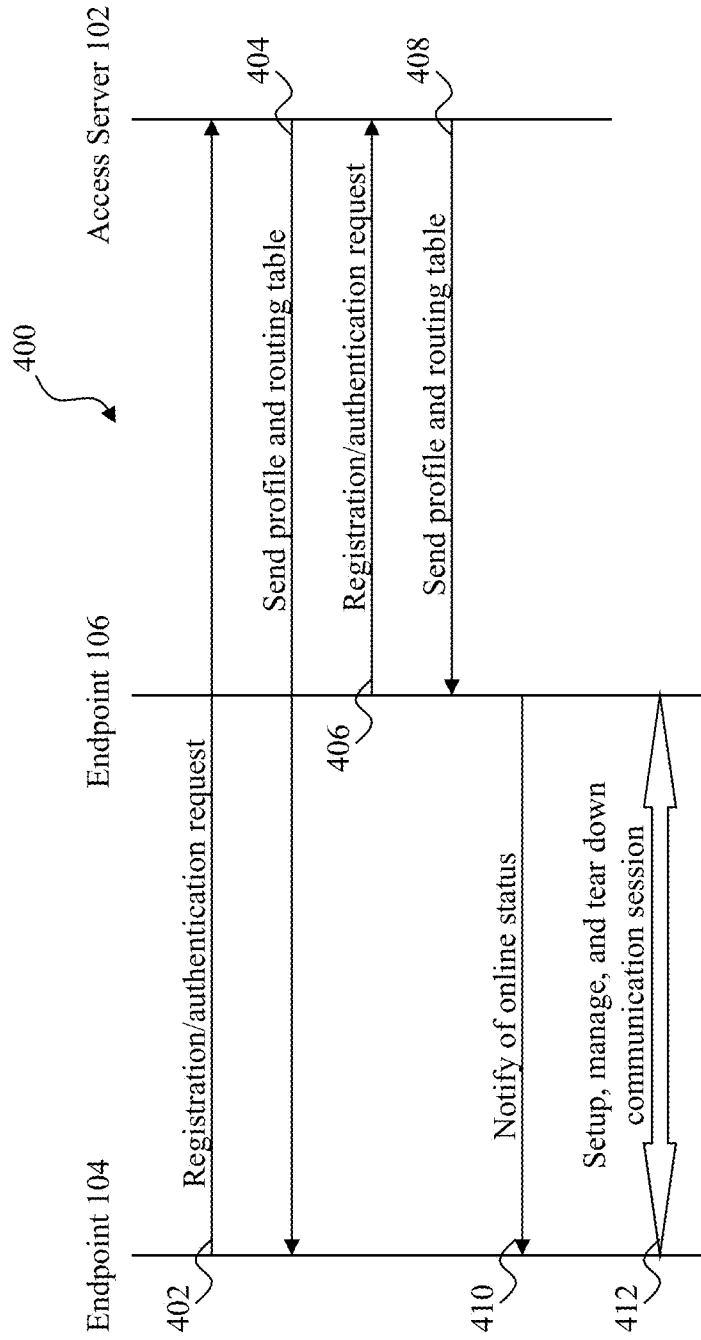 400
Endpoint 104
Endpoint 106
Access Server 102
402
Registration/authentication request
Send profile and routing table
404
406
Registration/authentication request
Send profile and routing table
408
410
Notify of online status
412
Setup, manage, and tear down
communication session